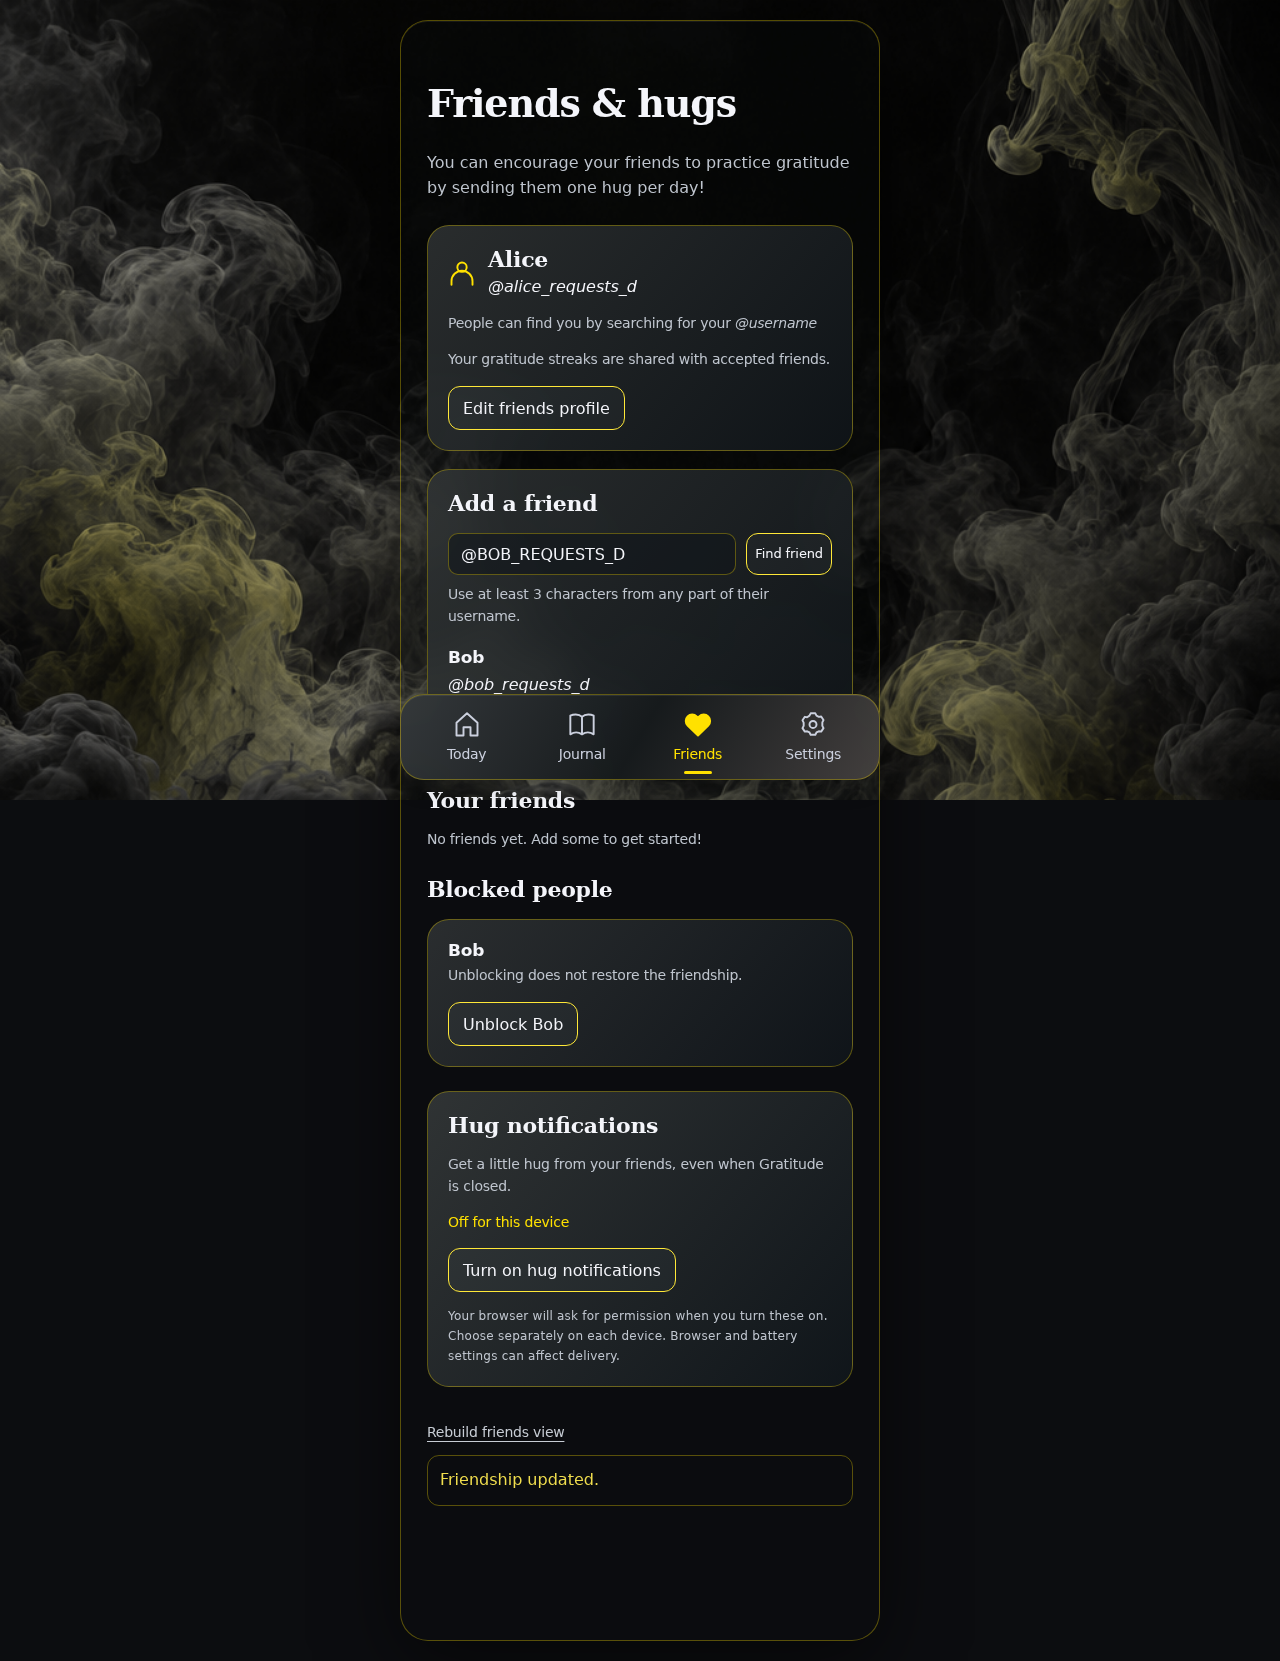 Friends & hugs
You can encourage your friends to practice gratitude
by sending them one hug per day!
Alice
@alice_requests_d
People can find you by searching for your @username
Your gratitude streaks are shared with accepted friends.
Edit friends profile
Add a friend
@BOB_REQUESTS_D
Find friend
Use at least 3 characters from any part of their
username.
Bob
@bob_requests_d
Today
Journal
Friends
Settings
Your friends
No friends yet. Add some to get started!
Blocked people
Bob
Unblocking does not restore the friendship.
Unblock Bob
Hug notifications
Get a little hug from your friends, even when Gratitude
is closed.
Off for this device
Turn on hug notifications
Your browser will ask for permission when you turn these on.
Choose separately on each device. Browser and battery
settings can affect delivery.
Rebuild friends view
Friendship updated.